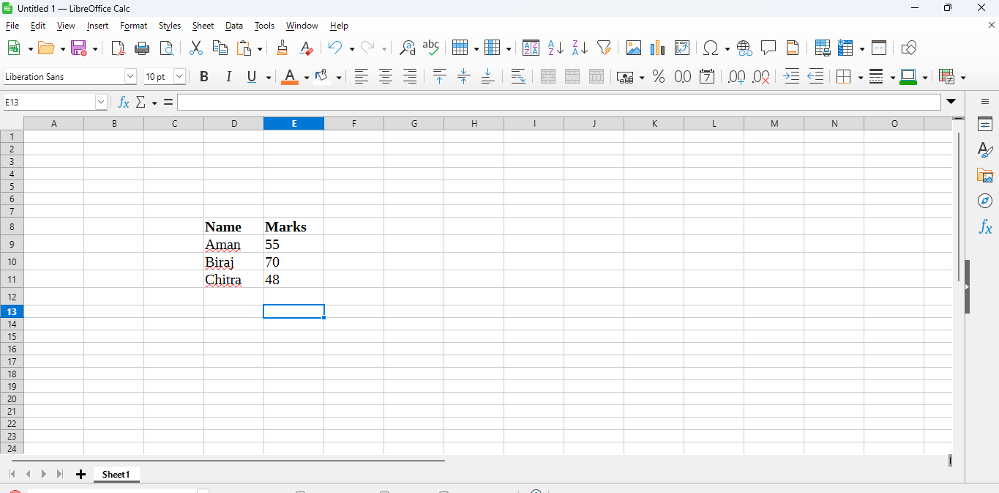 Untitled 1 — LibreOffice Calc
File Edit View Insert Format Styles Sheet Data Tools Window Help
Liberation Sans 10 pt
E13
A B C D E F G H I J K L M N O
1
2
3
4
5
6
7
8 Name Marks
9 Aman 55
10 Biraj 70
11 Chitra 48
12
13
14
15
16
17
18
19
20
21
22
23
24
Sheet1